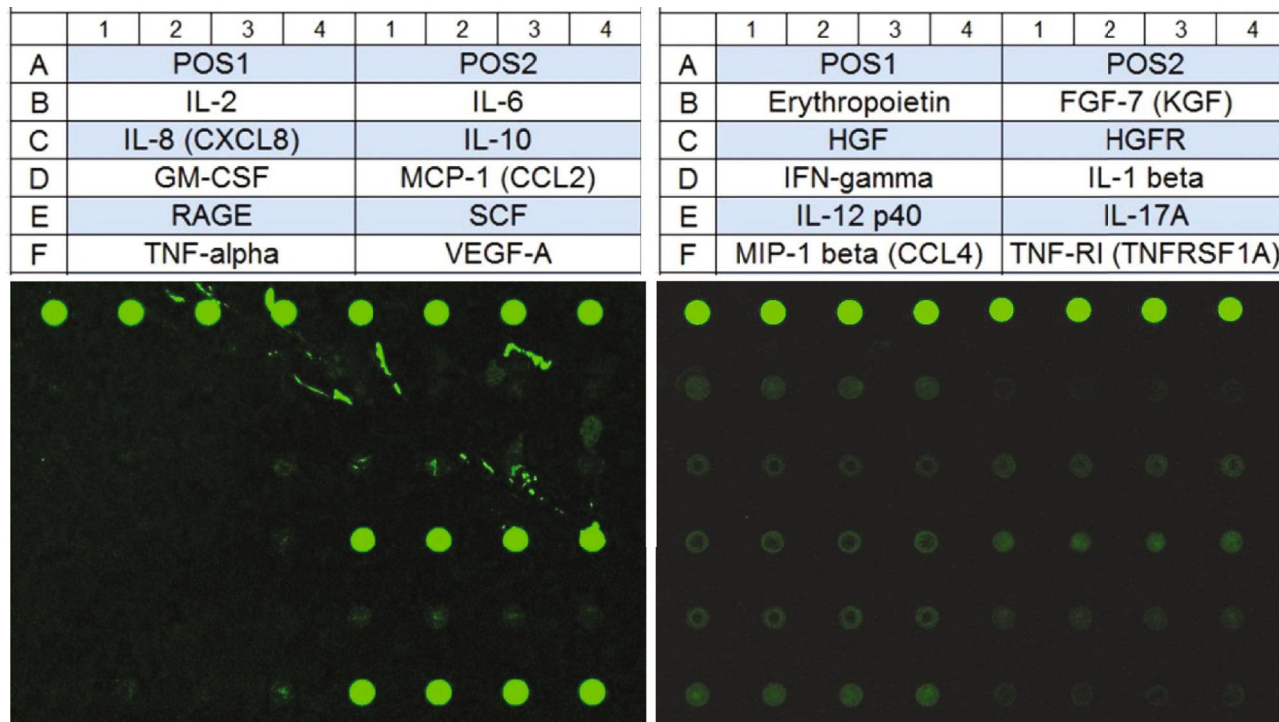 1 2 3 4 1 2 3 4
A POS1 POS2
B IL-2 IL-6
C IL-8 (CXCL8) IL-10
D GM-CSF MCP-1 (CCL2)
E RAGE SCF
F TNF-alpha VEGF-A
1 2 3 4 1 2 3 4
A POS1 POS2
B Erythropoietin FGF-7 (KGF)
C HGF HGFR
D IFN-gamma IL-1 beta
E IL-12 p40 IL-17A
F MIP-1 beta (CCL4) TNF-RI (TNFRSF1A)